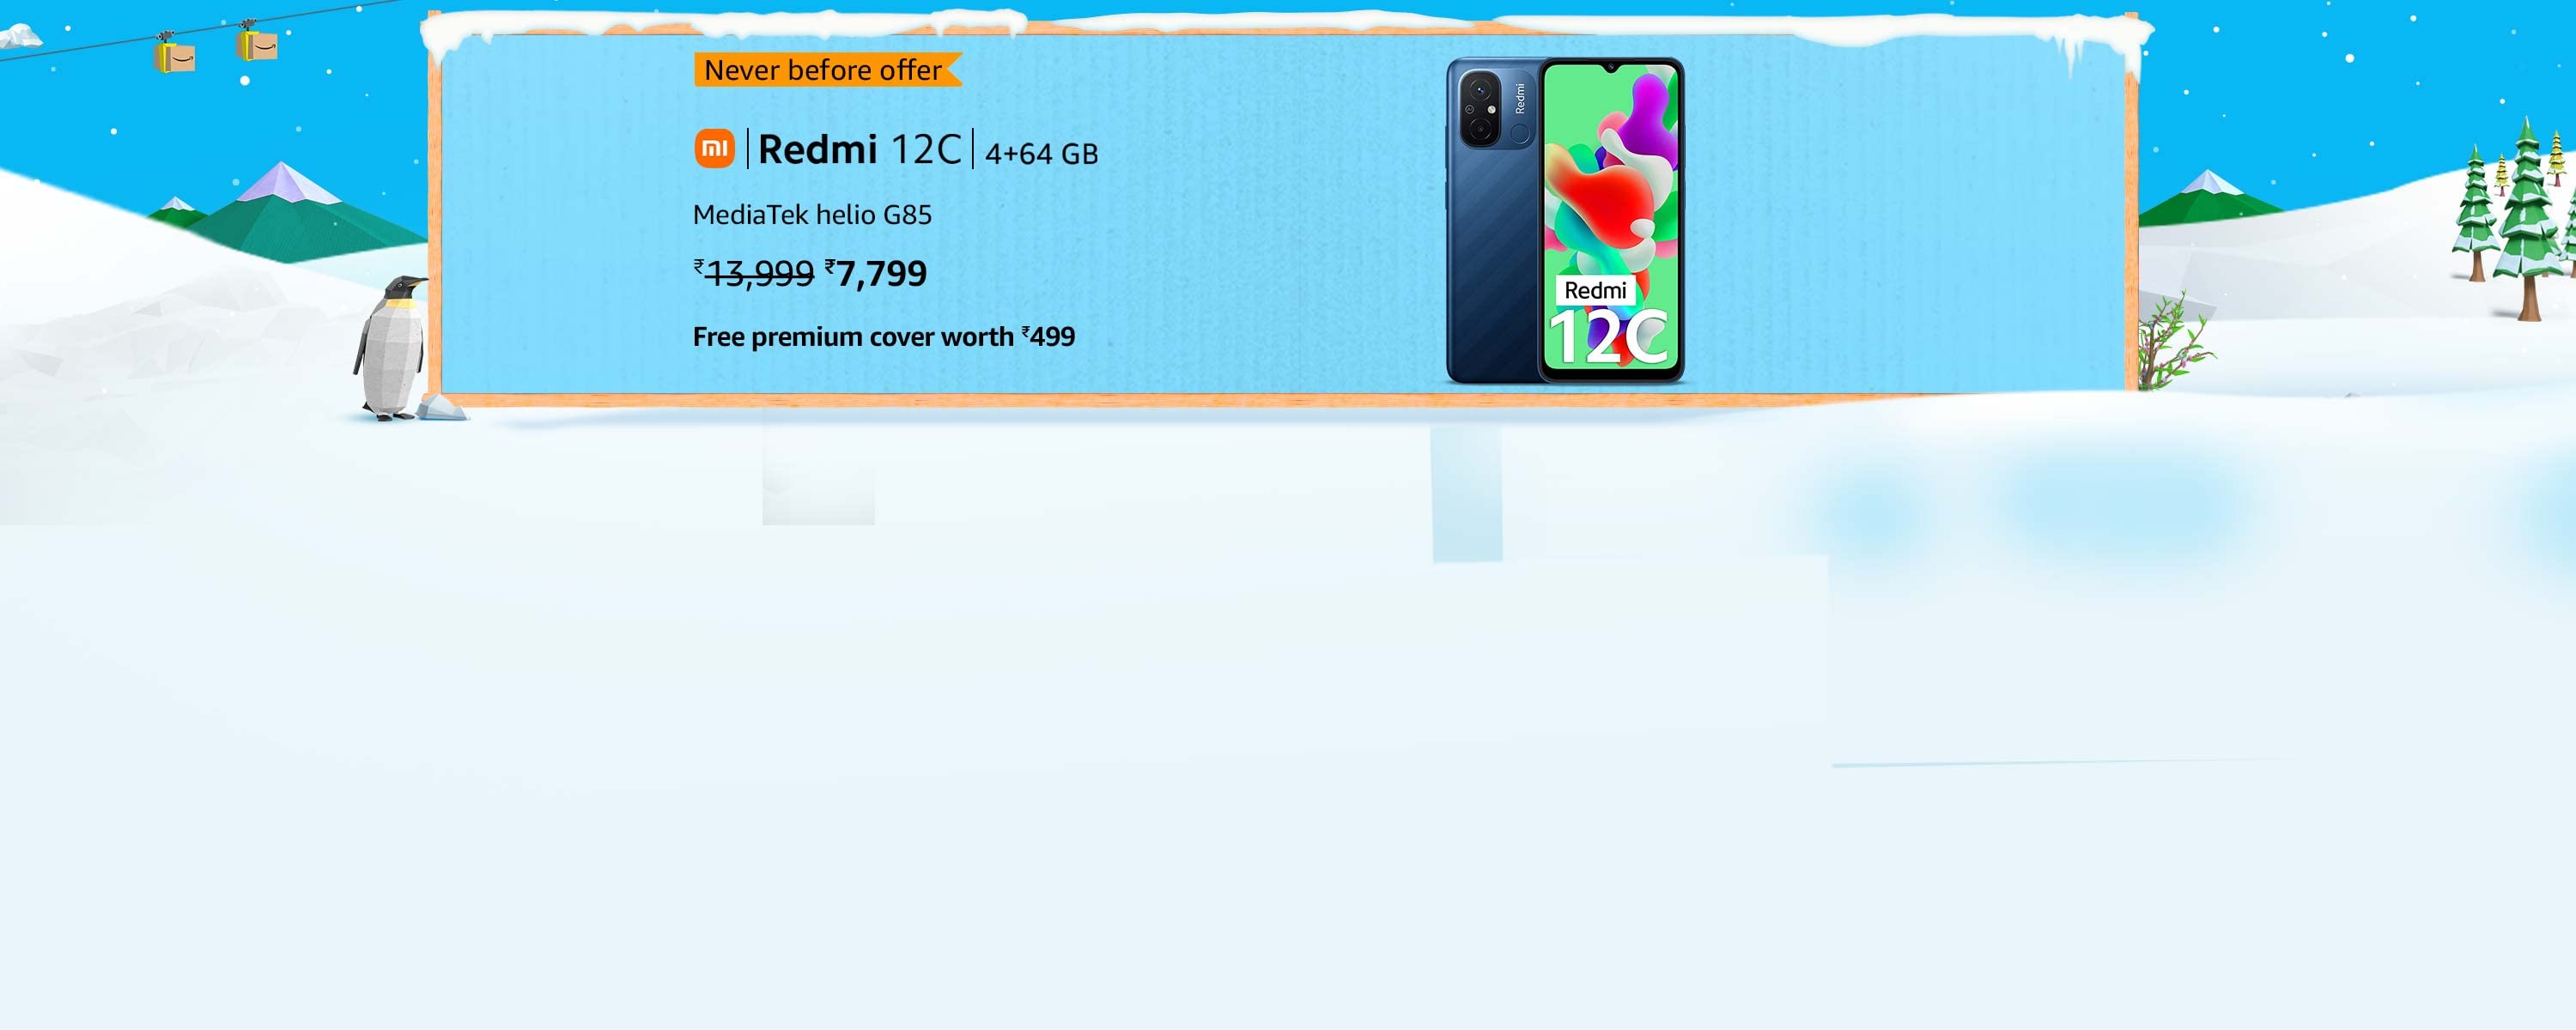 Never before offer
mi | Redmi 12C | 4+64 GB
MediaTek helio G85
₹13,999 ₹7,799
Free premium cover worth ₹499
Redmi
Redmi
12C